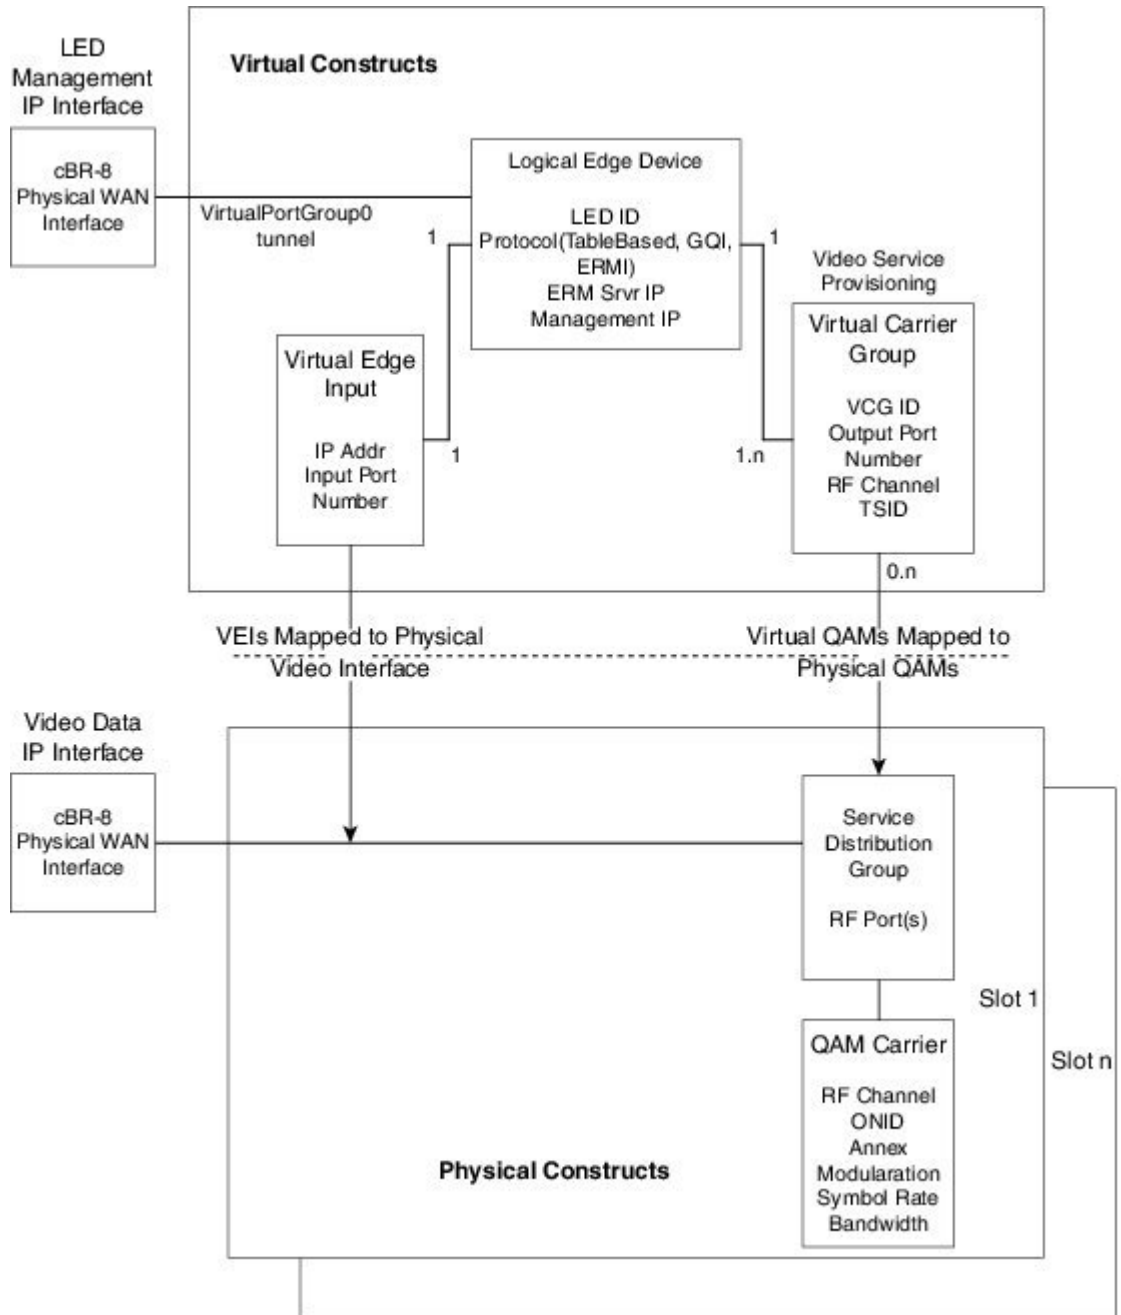 LED
Management
IP Interface
Virtual Constructs
cBR-8
Physical WAN
Interface
VirtualPortGroup0
tunnel
Logical Edge Device
LED ID
Protocol(TableBased, GQI,
ERMI)
ERM Srvr IP
Management IP
1
1
Video Service
Provisioning
Virtual Edge
Input
IP Addr
Input Port
Number
1
1.n
Virtual Carrier
Group
VCG ID
Output Port
Number
RF Channel
TSID
0.n
VEIs Mapped to Physical
Video Interface
Virtual QAMs Mapped to
Physical QAMs
Video Data
IP Interface
cBR-8
Physical WAN
Interface
Service
Distribution
Group
RF Port(s)
Slot 1
Slot n
QAM Carrier
RF Channel
ONID
Annex
Modularation
Symbol Rate
Bandwidth
Physical Constructs